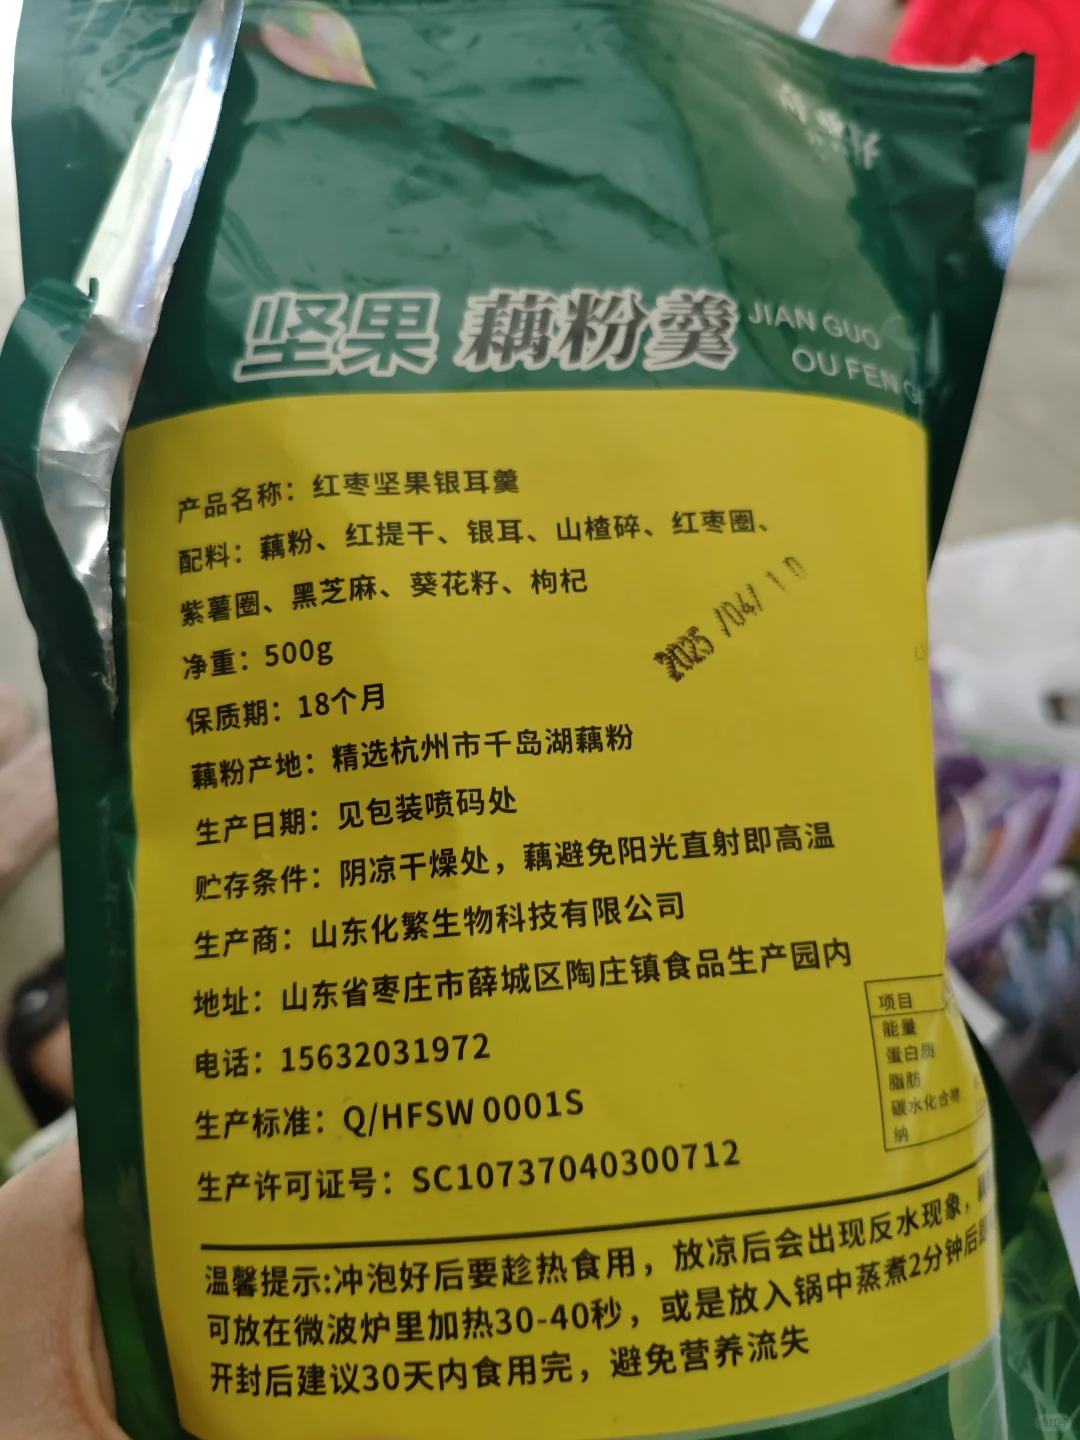 坚果 藕粉羹
JIAN GUO
OU FEN G
产品名称：红枣坚果银耳羹
配料：藕粉、红提干、银耳、山楂碎、红枣圈、
紫薯圈、黑芝麻、葵花籽、枸杞
2025/04/10
净重：500g
保质期：18个月
藕粉产地：精选杭州市千岛湖藕粉
生产日期：见包装喷码处
贮存条件：阴凉干燥处，藕避免阳光直射即高温
生产商：山东化繁生物科技有限公司
地址：山东省枣庄市薛城区陶庄镇食品生产园内
电话：15632031972
生产标准：Q/HFSW 0001S
生产许可证号：SC10737040300712
项目
能量
蛋白质
脂肪
碳水化合物
纳
温馨提示:冲泡好后要趁热食用，放凉后会出现反水现象，
可放在微波炉里加热30-40秒，或是放入锅中蒸煮2分钟后
开封后建议30天内食用完，避免营养流失